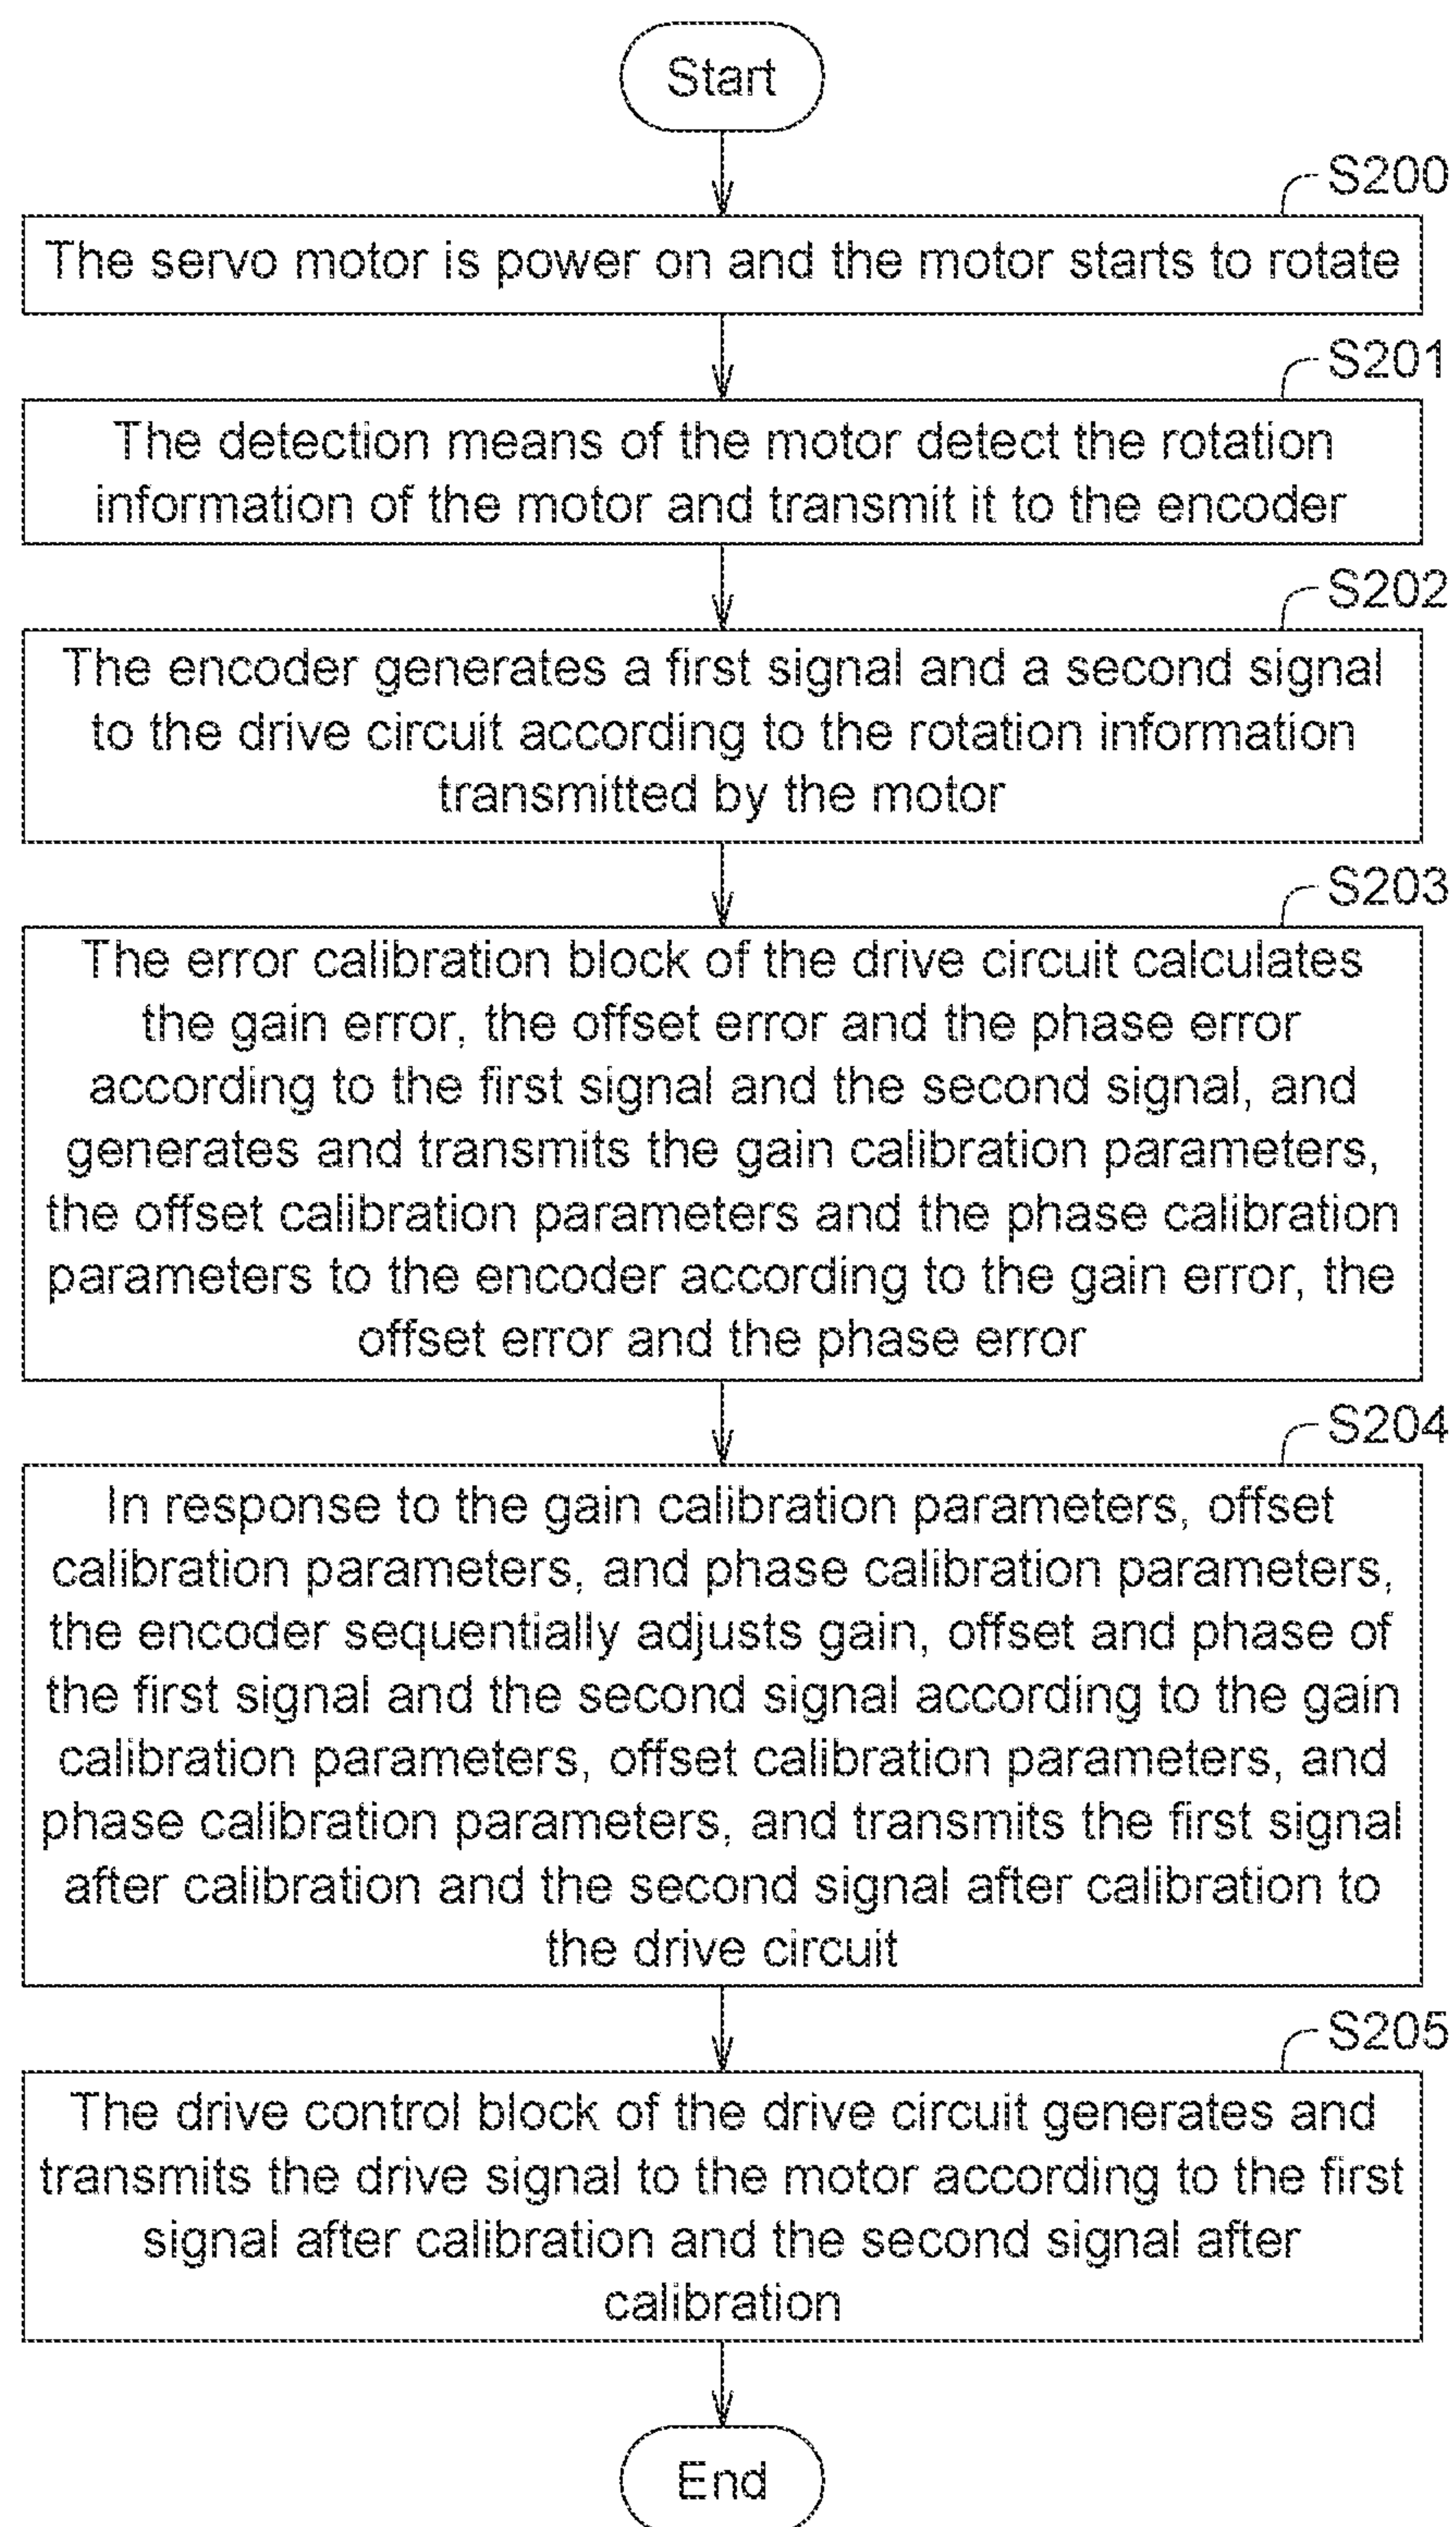 Start
S200
The servo motor is power on and the motor starts to rotate
S201
The detection means of the motor detect the rotation
information of the motor and transmit it to the encoder
S202
The encoder generates a first signal and a second signal
to the drive circuit according to the rotation information
transmitted by the motor
S203
The error calibration block of the drive circuit calculates
the gain error, the offset error and the phase error
according to the first signal and the second signal, and
generates and transmits the gain calibration parameters,
the offset calibration parameters and the phase calibration
parameters to the encoder according to the gain error, the
offset error and the phase error
S204
In response to the gain calibration parameters, offset
calibration parameters, and phase calibration parameters,
the encoder sequentially adjusts gain, offset and phase of
the first signal and the second signal according to the gain
calibration parameters, offset calibration parameters, and
phase calibration parameters, and transmits the first signal
after calibration and the second signal after calibration to
the drive circuit
S205
The drive control block of the drive circuit generates and
transmits the drive signal to the motor according to the first
signal after calibration and the second signal after
calibration
End